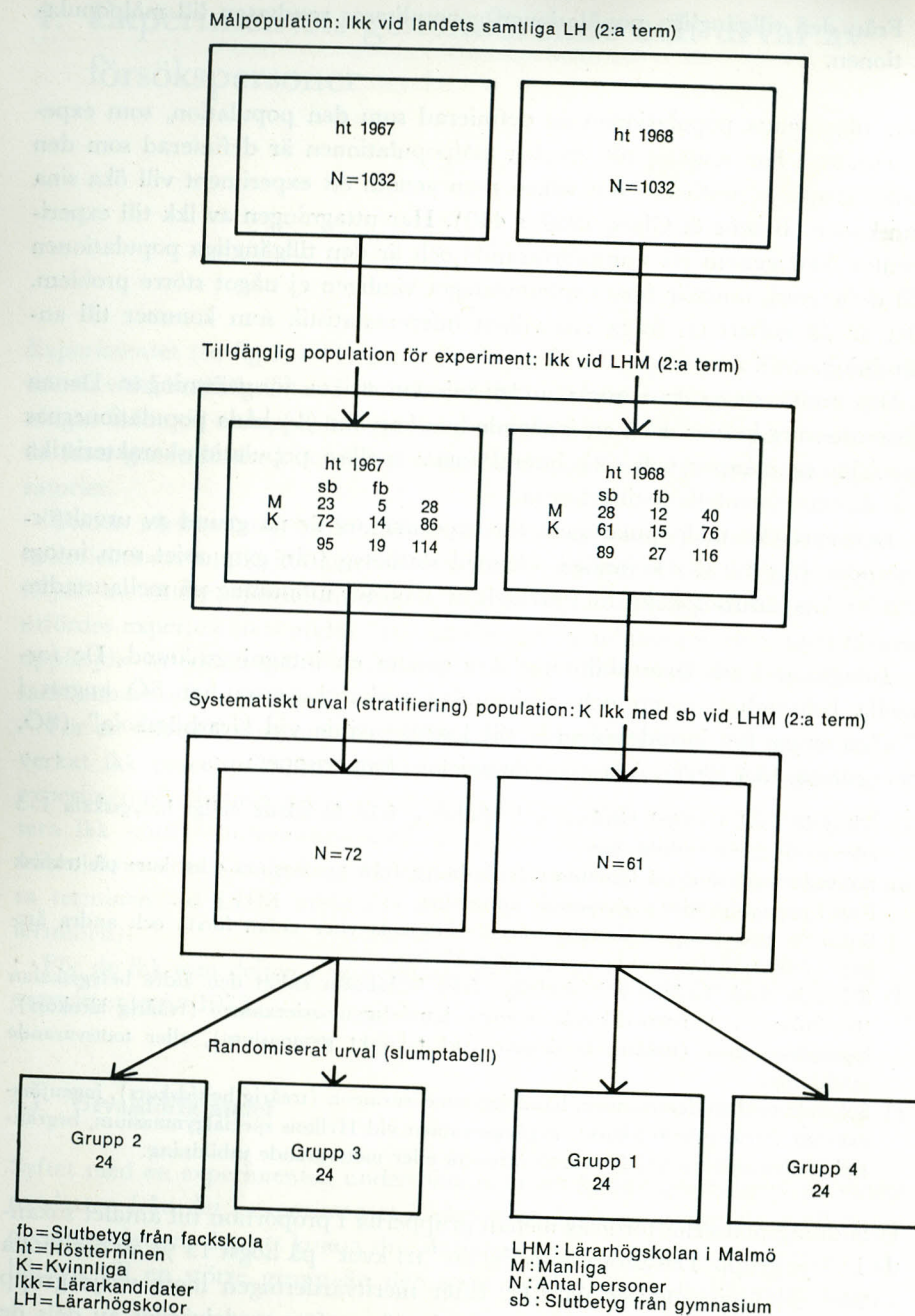 Målpopulation: lkk vid landets samtliga LH (2:a term)
ht 1967
N=1032
ht 1968
N=1032
Tillgänglig population för experiment: lkk vid LHM (2:a term)
ht 1967
sb fb
M 23 5 28
K 72 14 86
95 19 114
ht 1968
sb fb
M 28 12 40
K 61 15 76
89 27 116
Systematiskt urval (stratifiering) population: K lkk med sb vid LHM (2:a term)
N=72
N=61
Randomiserat urval (slumptabell)
Grupp 2
24
Grupp 3
24
Grupp 1
24
Grupp 4
24
fb=Slutbetyg från fackskola
ht=Höstterminen
K=Kvinnliga
lkk=Lärarkandidater
LH=Lärarhögskolor
LHM: Lärarhögskolan i Malmö
M: Manliga
N: Antal personer
sb: Slutbetyg från gymnasium